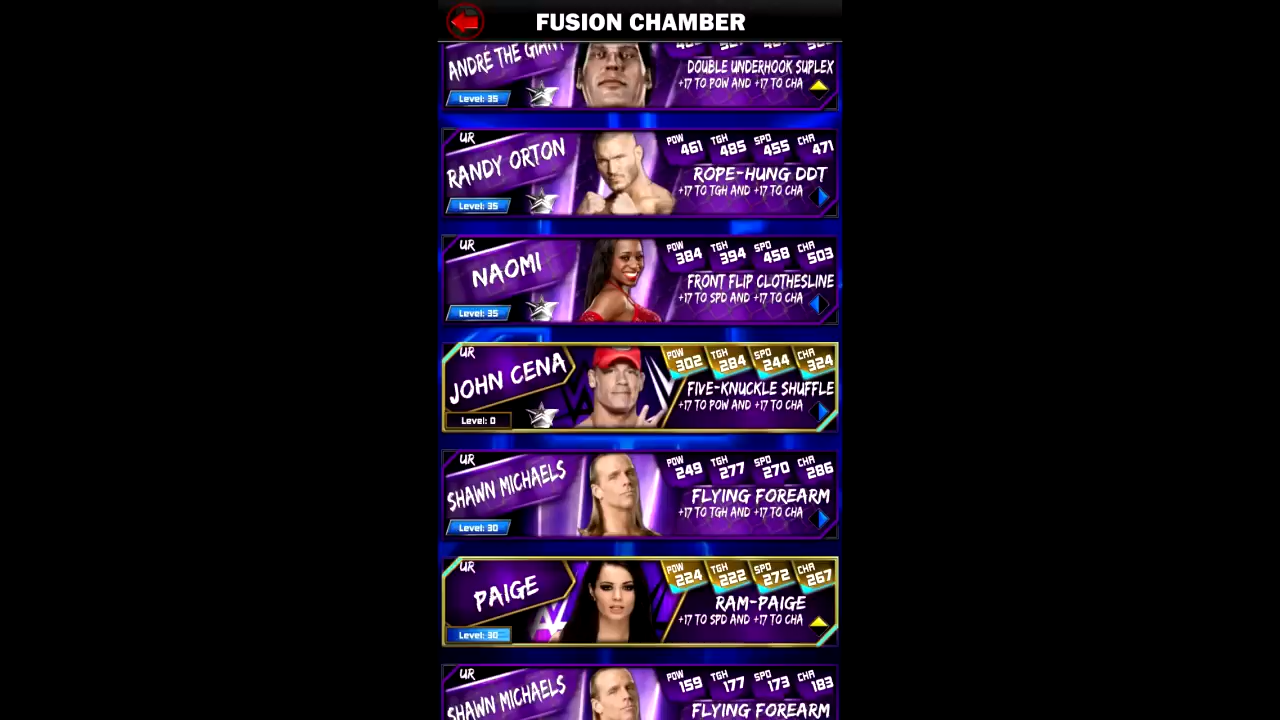 FUSION CHAMBER
ANDRÉ THE GIANT
DOUBLE UNDERHOOK SUPLEX
+17 TO POW AND +17 TO CHA
Level: 35
UR
RANDY ORTON
POW 461 TGH 485 SPD 455 CHA 471
ROPE-HUNG DDT
+17 TO TGH AND +17 TO CHA
Level: 35
UR
NAOMI
POW 384 TGH 394 SPD 458 CHA 503
FRONT FLIP CLOTHESLINE
+17 TO SPD AND +17 TO CHA
Level: 35
UR
JOHN CENA
POW 302 TGH 284 SPD 244 CHA 324
FIVE-KNUCKLE SHUFFLE
+17 TO POW AND +17 TO CHA
Level: 0
UR
SHAWN MICHAELS
POW 249 TGH 277 SPD 270 CHA 286
FLYING FOREARM
+17 TO TGH AND +17 TO CHA
Level: 30
UR
PAIGE
POW 224 TGH 222 SPD 272 CHA 267
RAM-PAIGE
+17 TO SPD AND +17 TO CHA
Level: 30
UR
SHAWN MICHAELS
POW 159 TGH 177 SPD 173 CHA 183
FLYING FOREARM